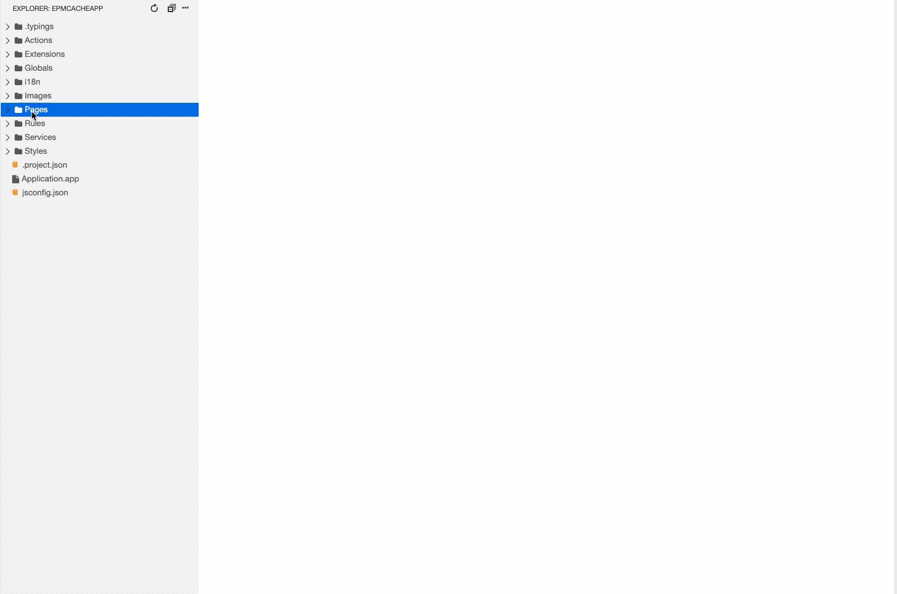 EXPLORER: EPMCACHEAPP
.typings
Actions
Extensions
Globals
i18n
Images
Pages
Rules
Services
Styles
.project.json
Application.app
jsconfig.json